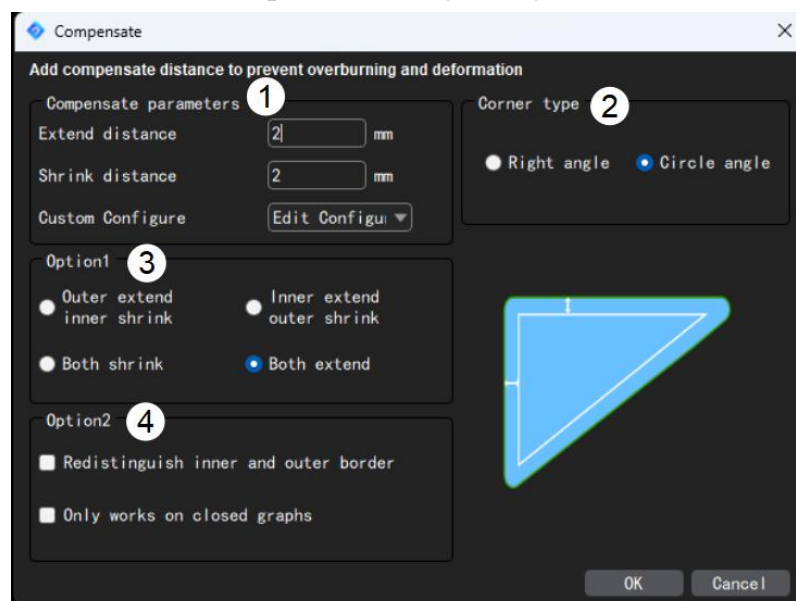 Compensate
Add compensate distance to prevent overburning and deformation
Compensate parameters 1
Extend distance 2 mm
Shrink distance 2 mm
Custom Configure Edit Configu
Corner type 2
Right angle Circle angle
Option1 3
Outer extend
inner shrink
Inner extend
outer shrink
Both shrink Both extend
Option2 4
Redistinguish inner and outer border
Only works on closed graphs
OK Cancel